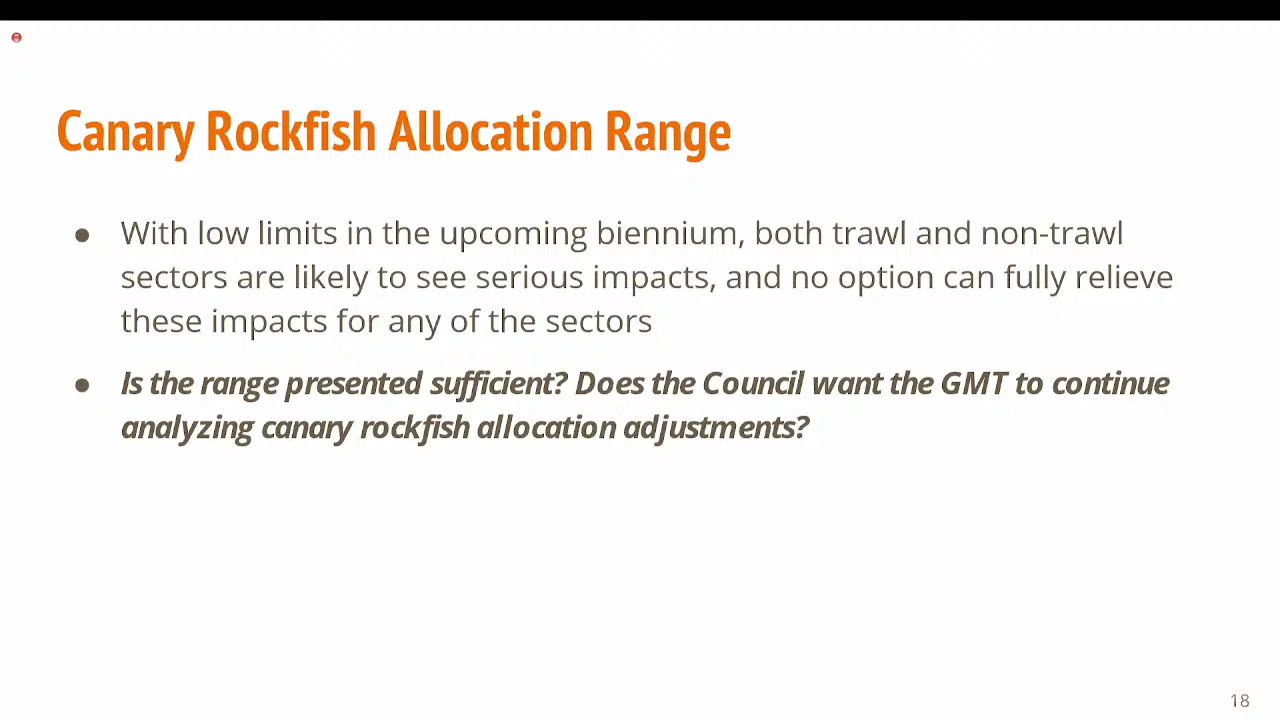 Canary Rockfish Allocation Range
● With low limits in the upcoming biennium, both trawl and non-trawl
sectors are likely to see serious impacts, and no option can fully relieve
these impacts for any of the sectors
● Is the range presented sufficient? Does the Council want the GMT to continue
analyzing canary rockfish allocation adjustments?
18